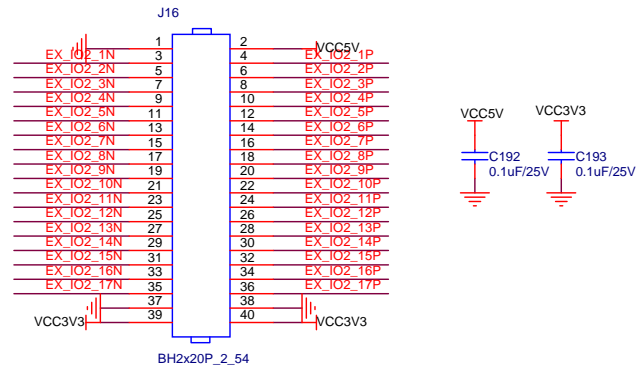 J16
1 2 VCC5V
EX_IO2_1N 3 4 EX_IO2_1P
EX_IO2_2N 5 6 EX_IO2_2P
EX_IO2_3N 7 8 EX_IO2_3P
EX_IO2_4N 9 10 EX_IO2_4P
EX_IO2_5N 11 12 EX_IO2_5P
EX_IO2_6N 13 14 EX_IO2_6P
EX_IO2_7N 15 16 EX_IO2_7P
EX_IO2_8N 17 18 EX_IO2_8P
EX_IO2_9N 19 20 EX_IO2_9P
EX_IO2_10N 21 22 EX_IO2_10P
EX_IO2_11N 23 24 EX_IO2_11P
EX_IO2_12N 25 26 EX_IO2_12P
EX_IO2_13N 27 28 EX_IO2_13P
EX_IO2_14N 29 30 EX_IO2_14P
EX_IO2_15N 31 32 EX_IO2_15P
EX_IO2_16N 33 34 EX_IO2_16P
EX_IO2_17N 35 36 EX_IO2_17P
37 38
VCC3V3 39 40 VCC3V3
BH2x20P_2_54
VCC5V
C192
0.1uF/25V
VCC3V3
C193
0.1uF/25V